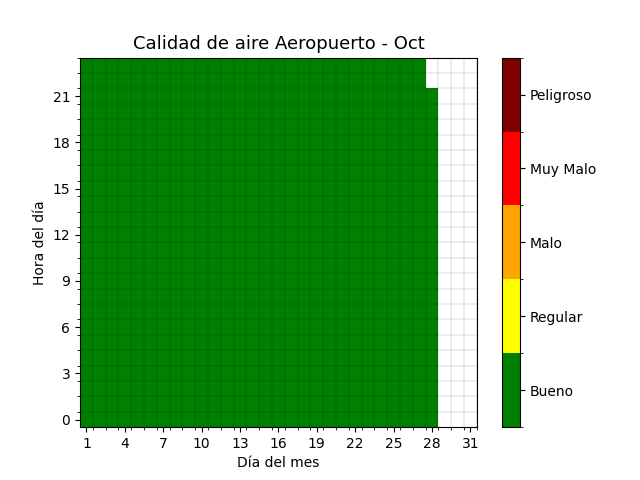 Calidad de aire Aeropuerto - Oct
Hora del día
21
18
15
12
9
6
3
0
1 4 7 10 13 16 19 22 25 28 31
Día del mes
Peligroso
Muy Malo
Malo
Regular
Bueno